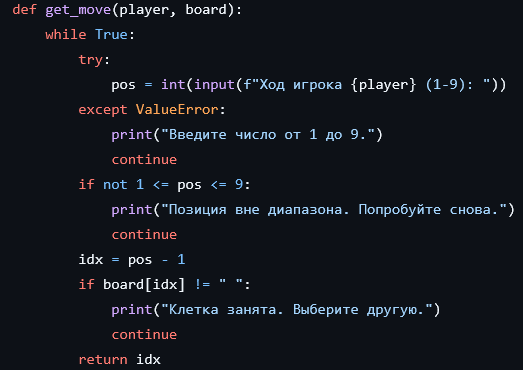 def get_move(player, board):
    while True:
        try:
            pos = int(input(f"Ход игрока {player} (1-9): "))
        except ValueError:
            print("Введите число от 1 до 9.")
            continue
        if not 1 <= pos <= 9:
            print("Позиция вне диапазона. Попробуйте снова.")
            continue
        idx = pos - 1
        if board[idx] != " ":
            print("Клетка занята. Выберите другую.")
            continue
        return idx